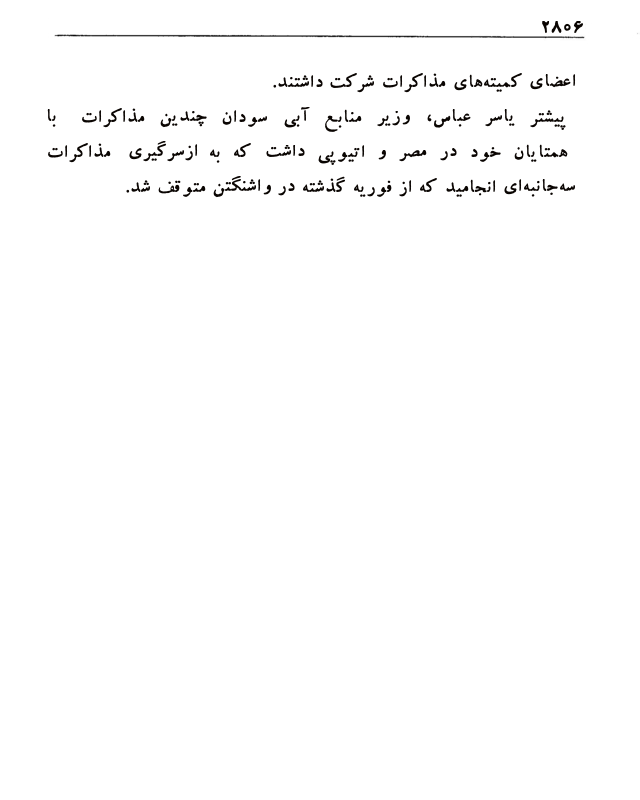 ۲۸۰۶
اعضای کمیته‌های مذاکرات شرکت داشتند.
پیشتر یاسر عباس، وزیر منابع آبی سودان چندین مذاکرات با
همتایان خود در مصر و اتیوپی داشت که به ازسرگیری مذاکرات
سه‌جانبه‌ای انجامید که از فوریه گذشته در واشنگتن متوقف شد.